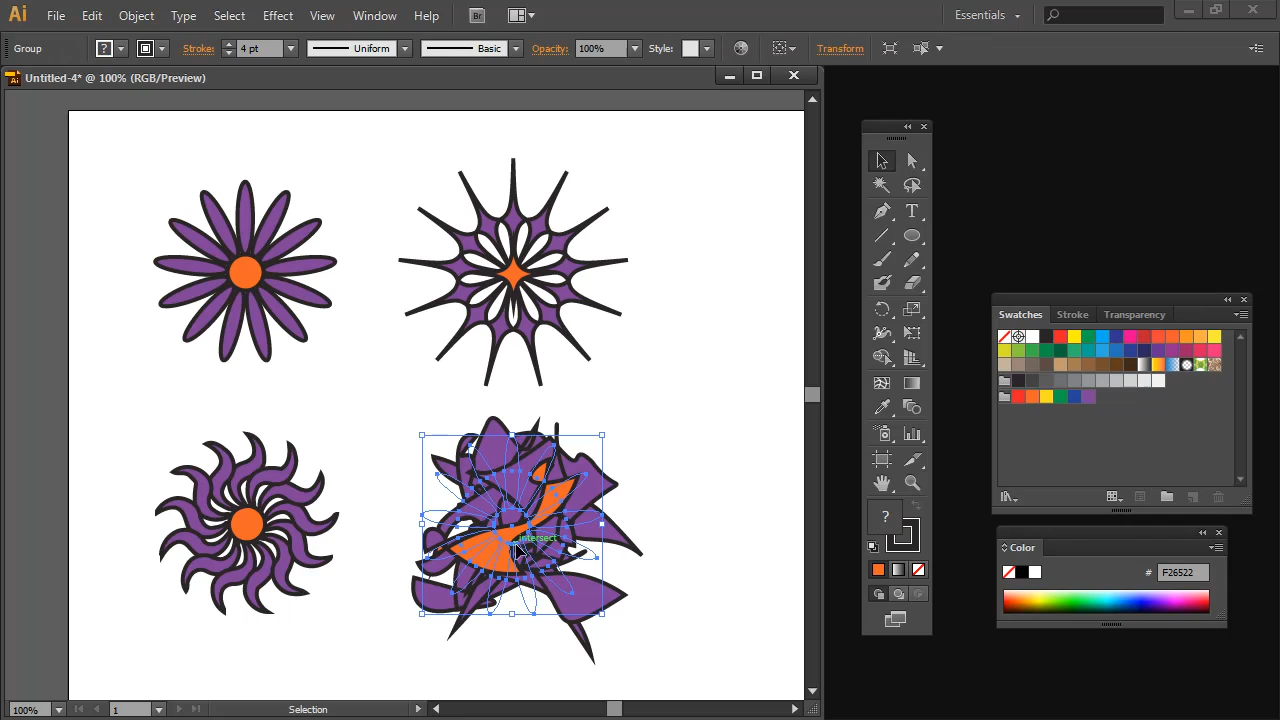 Ai File Edit Object Type Select Effect View Window Help Br Essentials
Group ? Stroke: 4 pt Uniform Basic Opacity: 100% Style: Transform
Untitled-4* @ 100% (RGB/Preview)
T
Swatches Stroke Transparency
intersect
?
Color
# F26522
100% 1 Selection